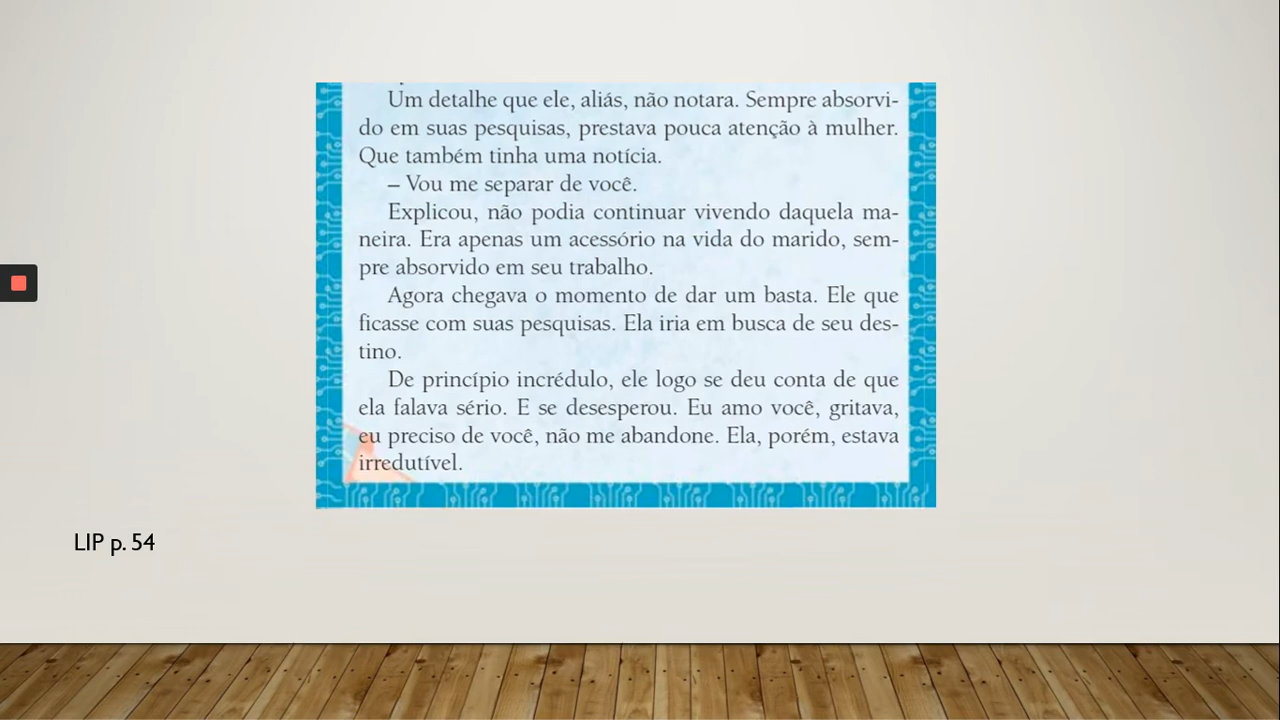 Um detalhe que ele, aliás, não notara. Sempre absorvi-
do em suas pesquisas, prestava pouca atenção à mulher.
Que também tinha uma notícia.
– Vou me separar de você.
Explicou, não podia continuar vivendo daquela ma-
neira. Era apenas um acessório na vida do marido, sem-
pre absorvido em seu trabalho.
Agora chegava o momento de dar um basta. Ele que
ficasse com suas pesquisas. Ela iria em busca de seu des-
tino.
De princípio incrédulo, ele logo se deu conta de que
ela falava sério. E se desesperou. Eu amo você, gritava,
eu preciso de você, não me abandone. Ela, porém, estava
irredutível.
LIP p. 54